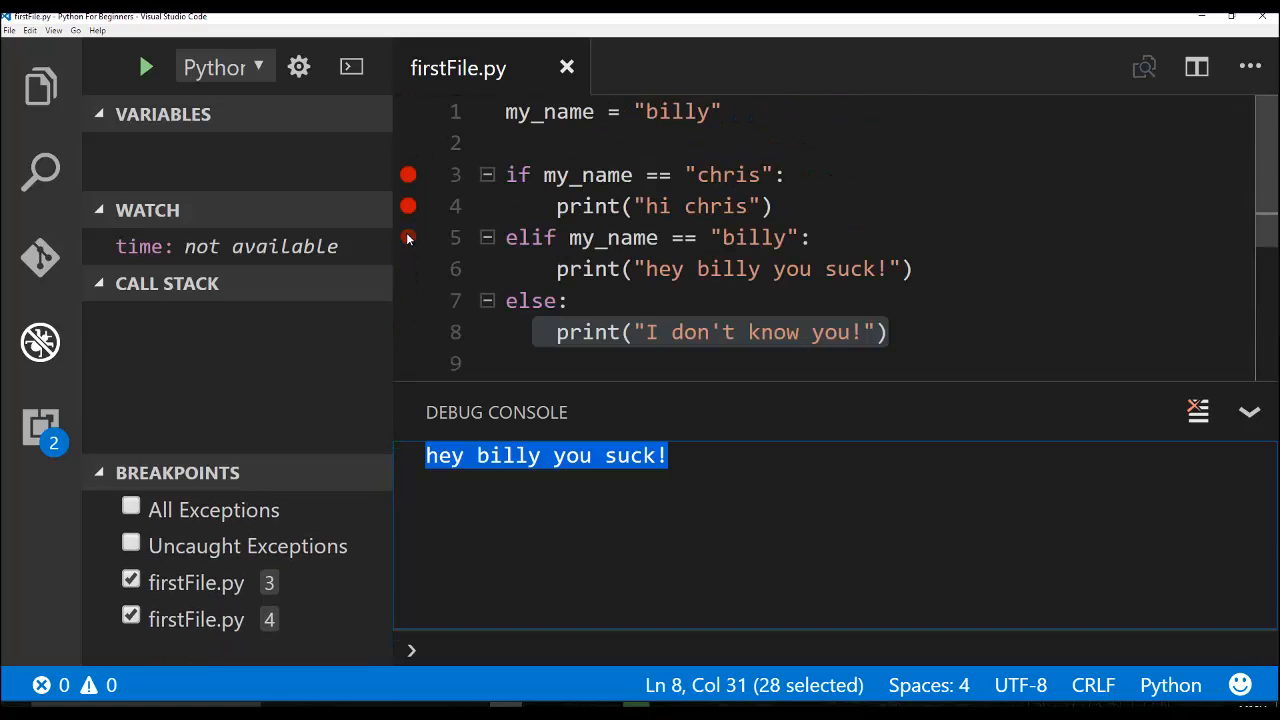 firstFile.py - Python For Beginners - Visual Studio Code
File Edit View Go Help
Python
VARIABLES
WATCH
time: not available
CALL STACK
BREAKPOINTS
All Exceptions
Uncaught Exceptions
firstFile.py 3
firstFile.py 4
2
firstFile.py
1 my_name = "billy"
2
3 if my_name == "chris":
4 print("hi chris")
5 elif my_name == "billy":
6 print("hey billy you suck!")
7 else:
8 print("I don't know you!")
9
DEBUG CONSOLE
hey billy you suck!
0 0 Ln 8, Col 31 (28 selected) Spaces: 4 UTF-8 CRLF Python